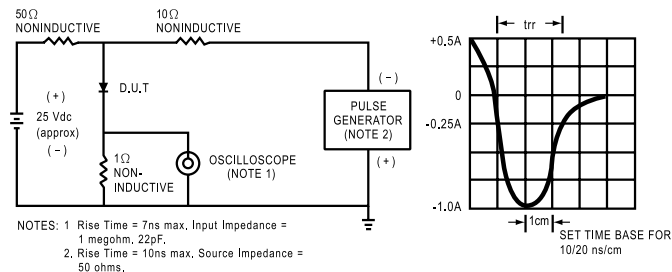 50Ω
NONINDUCTIVE
10Ω
NONINDUCTIVE
(+)
25 Vdc
(approx)
(−)
D.U.T
1Ω
NON-
INDUCTIVE
OSCILLOSCOPE
(NOTE 1)
(−)
PULSE
GENERATOR
(NOTE 2)
(+)
NOTES: 1 Rise Time = 7ns max, Input Impedance =
1 megohm, 22pF,
2, Rise Time = 10ns max, Source Impedance =
50 ohms,
trr
+0.5A
0
-0.25A
-1.0A
1cm
SET TIME BASE FOR
10/20 ns/cm